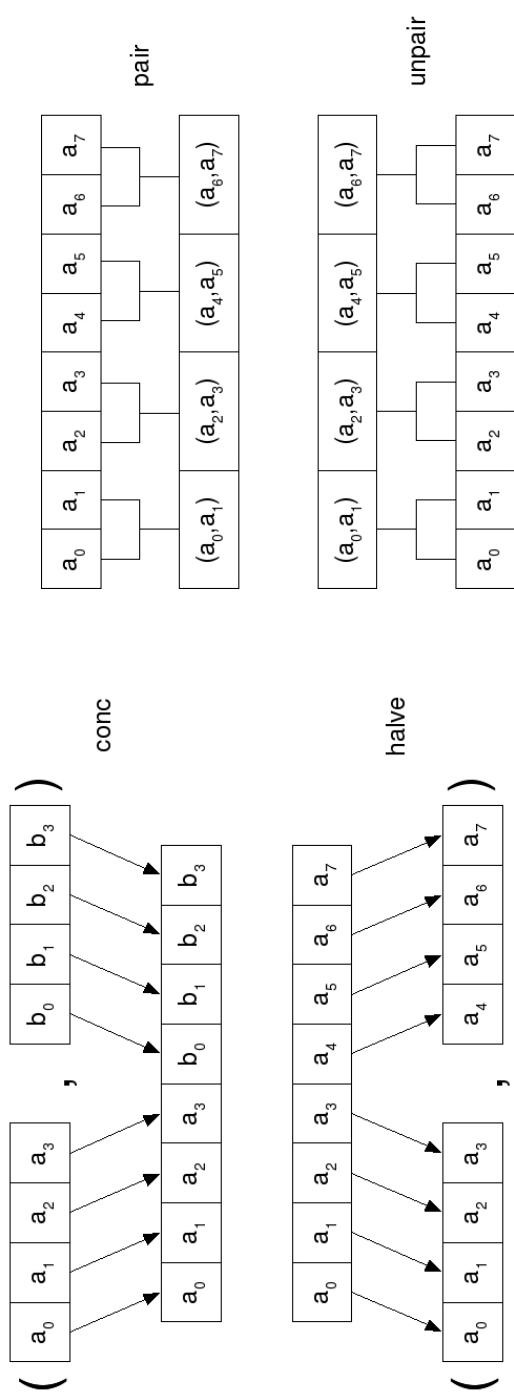 ( a₀ a₁ a₂ a₃ , b₀ b₁ b₂ b₃ )
conc
a₀ a₁ a₂ a₃ b₀ b₁ b₂ b₃
a₀ a₁ a₂ a₃ a₄ a₅ a₆ a₇
halve
( a₀ a₁ a₂ a₃ , a₄ a₅ a₆ a₇ )
a₀ a₁ a₂ a₃ a₄ a₅ a₆ a₇
pair
(a₀,a₁) (a₂,a₃) (a₄,a₅) (a₆,a₇)
(a₀,a₁) (a₂,a₃) (a₄,a₅) (a₆,a₇)
unpair
a₀ a₁ a₂ a₃ a₄ a₅ a₆ a₇